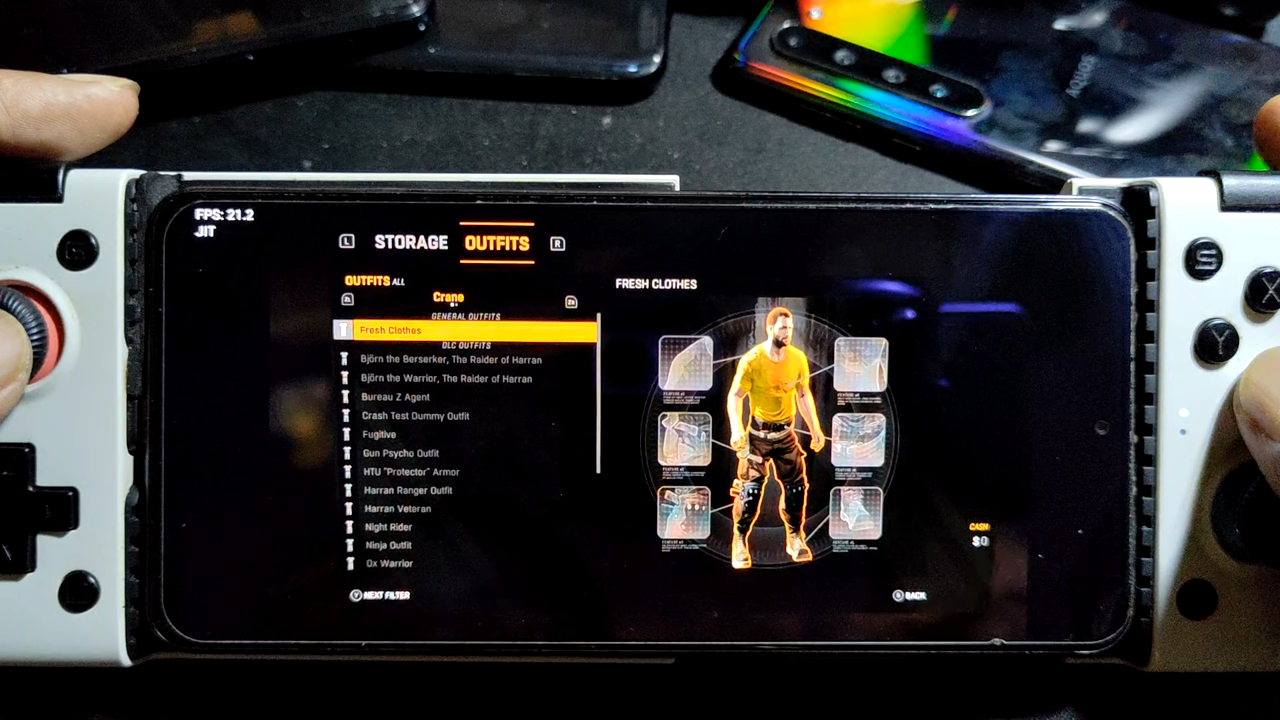 FPS: 21.2
JIT
L STORAGE OUTFITS R
OUTFITS ALL
ZL Crane ZR
GENERAL OUTFITS
Fresh Clothes
DLC OUTFITS
Björn the Berserker, The Raider of Harran
Björn the Warrior, The Raider of Harran
Bureau Z Agent
Crash Test Dummy Outfit
Fugitive
Gun Psycho Outfit
HTU "Protector" Armor
Harran Ranger Outfit
Harran Veteran
Night Rider
Ninja Outfit
Ox Warrior
Y NEXT FILTER
FRESH CLOTHES
CASH
$0
BACK
S
X
Y